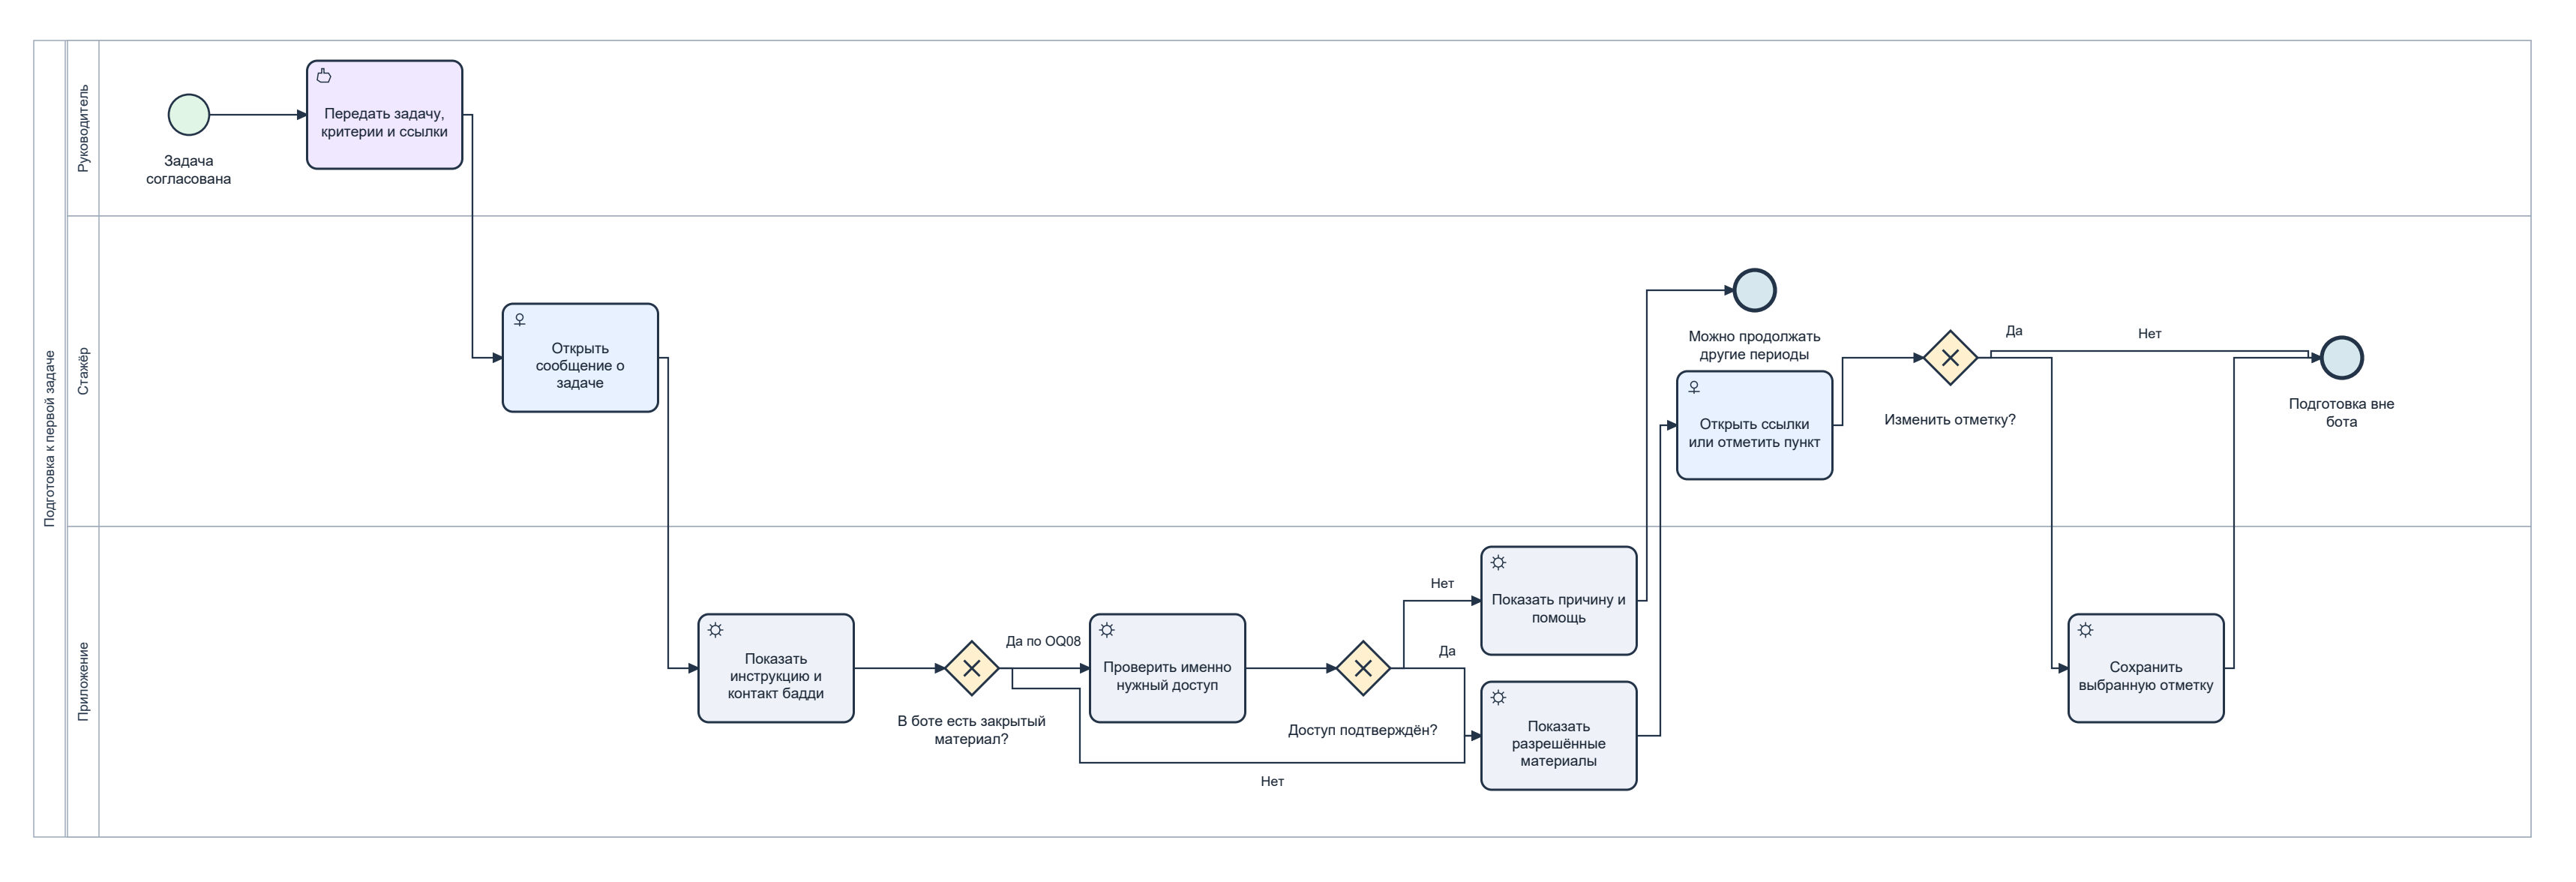 Подготовка к первой задаче
Руководитель
Задача
согласована
Передать задачу,
критерии и ссылки
Стажёр
Открыть
сообщение о
задаче
Можно продолжать
другие периоды
Открыть ссылки
или отметить пункт
Изменить отметку?
Да
Нет
Подготовка вне
бота
Приложение
Показать
инструкцию и
контакт бадди
В боте есть закрытый
материал?
Да по OQ08
Нет
Проверить именно
нужный доступ
Доступ подтверждён?
Нет
Да
Показать причину и
помощь
Показать
разрешённые
материалы
Сохранить
выбранную отметку